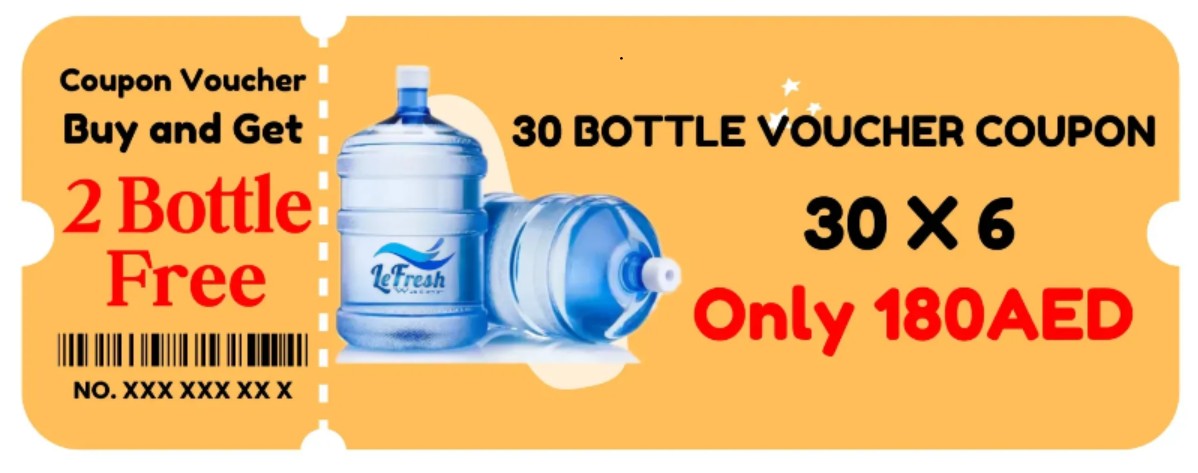 Coupon Voucher
Buy and Get
2 Bottle
Free
NO. XXX XXX XX X
LeFresh
Water
30 BOTTLE VOUCHER COUPON
30 X 6
Only 180AED